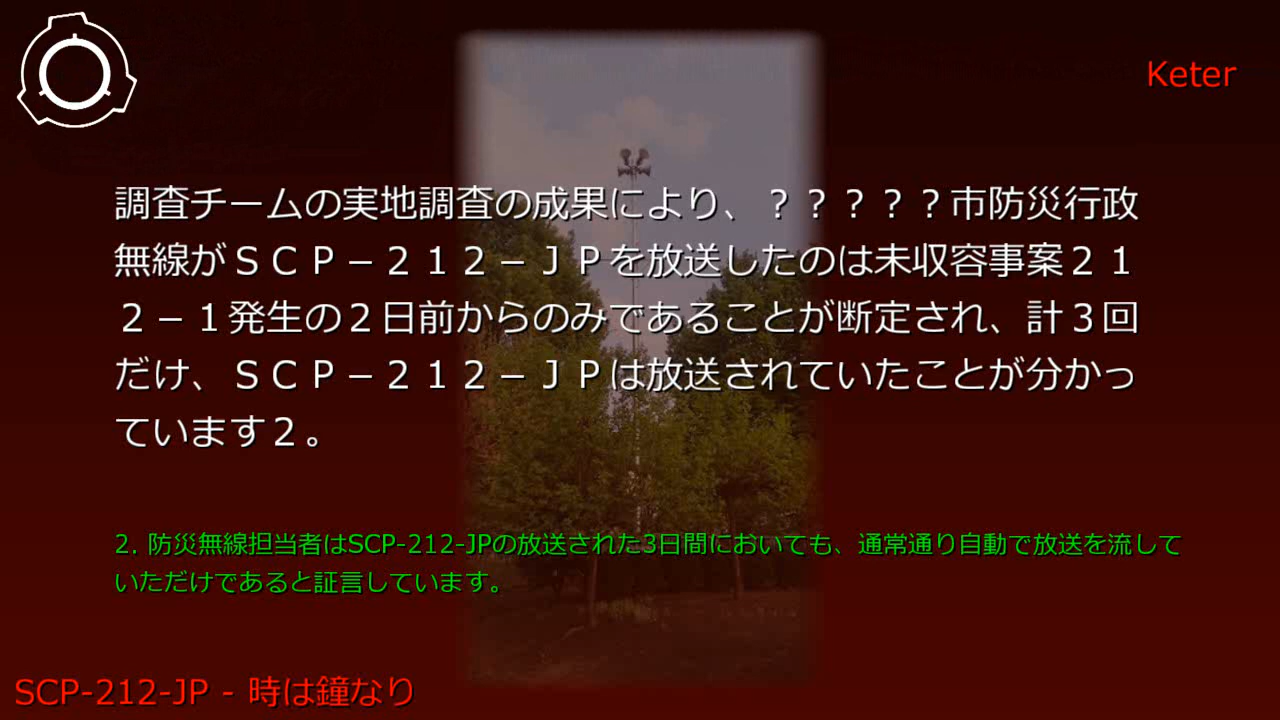 Keter
調査チームの実地調査の成果により、？？？？？市防災行政
無線がＳＣＰ－２１２－ＪＰを放送したのは未収容事案２１
２－１発生の２日前からのみであることが断定され、計３回
だけ、ＳＣＰ－２１２－ＪＰは放送されていたことが分かっ
ています２。
2. 防災無線担当者はSCP-212-JPの放送された3日間においても、通常通り自動で放送を流して
いただけであると証言しています。
SCP-212-JP - 時は鐘なり